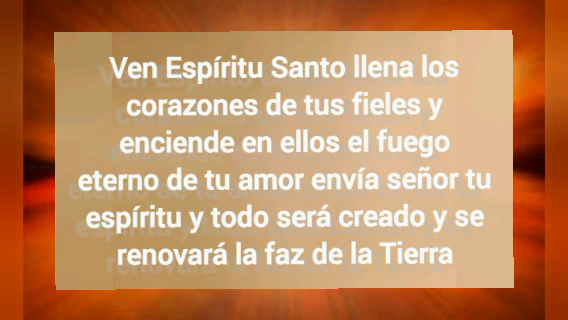 Ven Espíritu Santo llena los
corazones de tus fieles y
enciende en ellos el fuego
eterno de tu amor envía señor tu
espíritu y todo será creado y se
renovará la faz de la Tierra